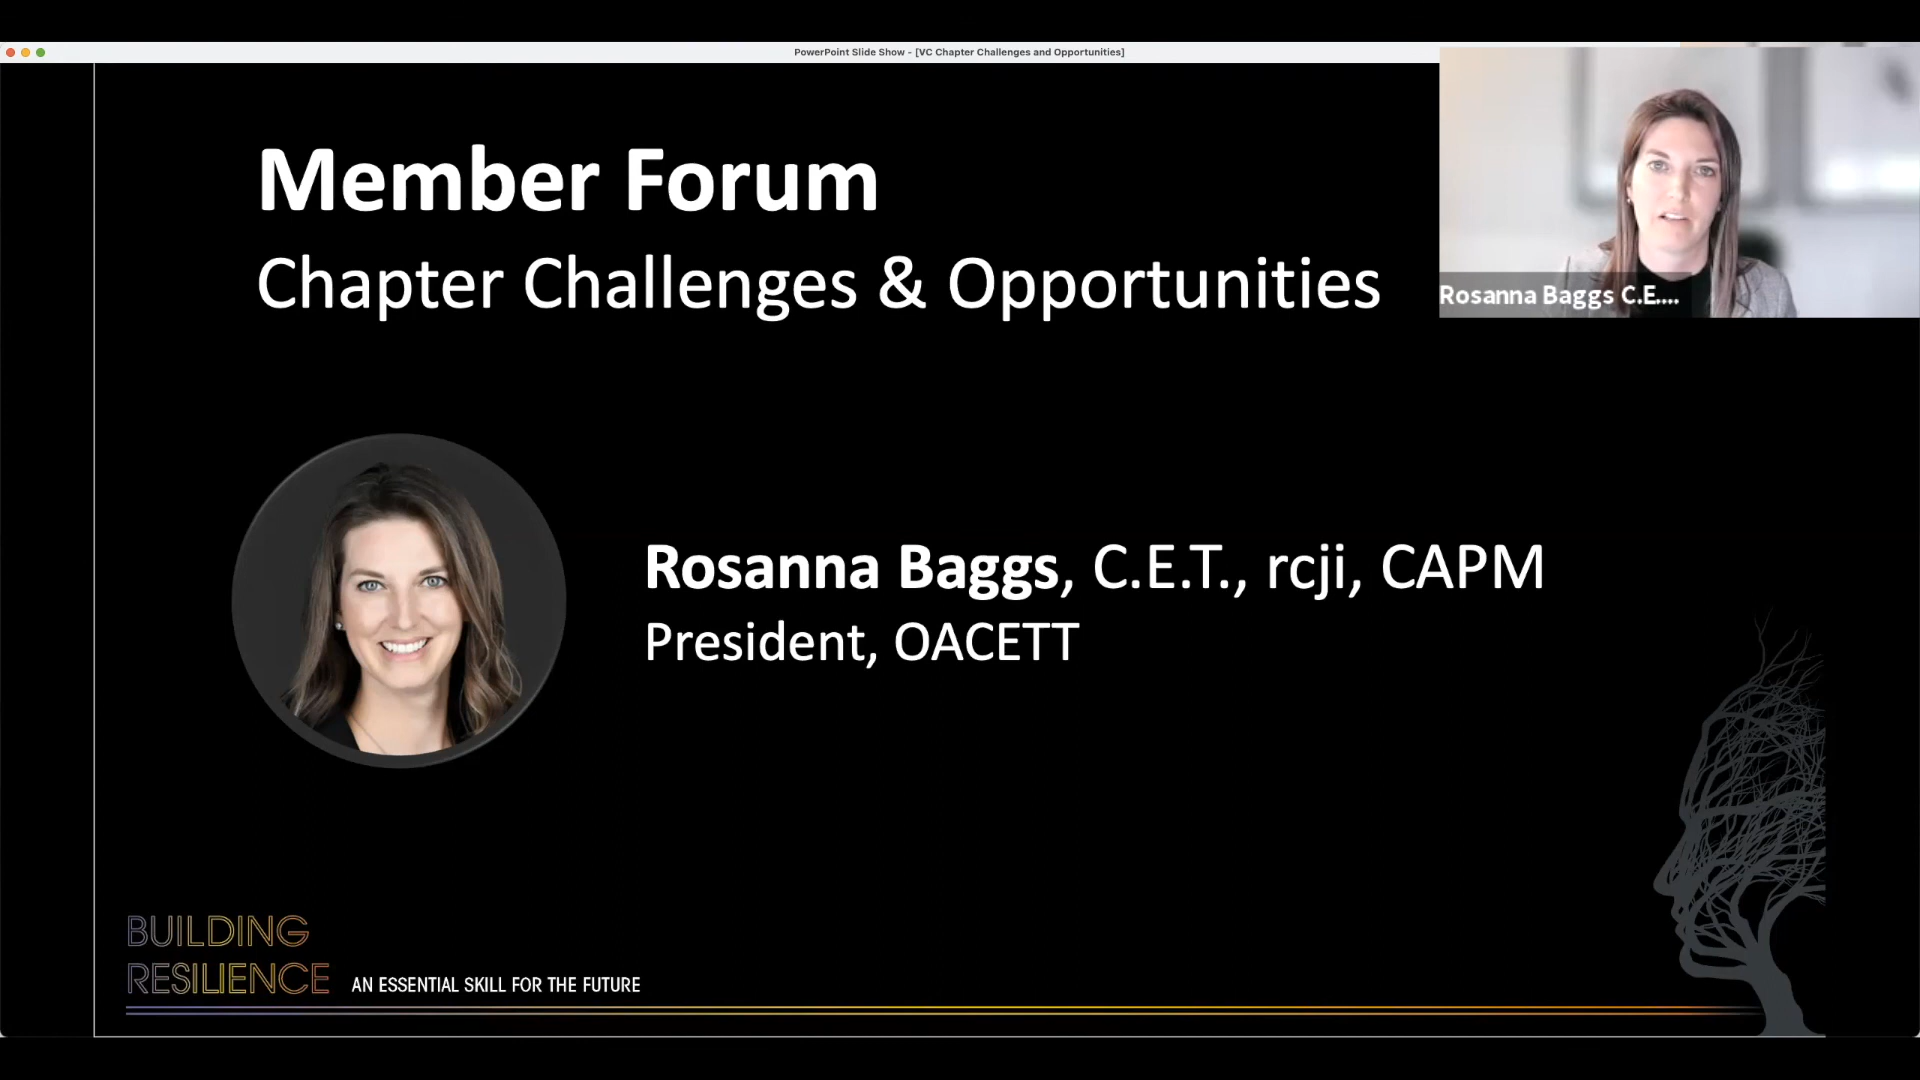 PowerPoint Slide Show - [VC Chapter Challenges and Opportunities]
Member Forum
Chapter Challenges & Opportunities
Rosanna Baggs C.E....
Rosanna Baggs, C.E.T., rcji, CAPM
President, OACETT
BUILDING
RESILIENCE AN ESSENTIAL SKILL FOR THE FUTURE